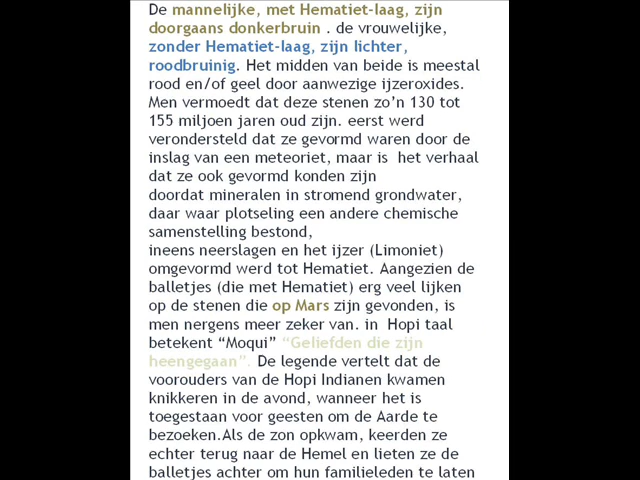 De mannelijke, met Hematiet-laag, zijn
doorgaans donkerbruin . de vrouwelijke,
zonder Hematiet-laag, zijn lichter,
roodbruinig. Het midden van beide is meestal
rood en/of geel door aanwezige ijzeroxides.
Men vermoedt dat deze stenen zo’n 130 tot
155 miljoen jaren oud zijn. eerst werd
verondersteld dat ze gevormd waren door de
inslag van een meteoriet, maar is  het verhaal
dat ze ook gevormd konden zijn
doordat mineralen in stromend grondwater,
daar waar plotseling een andere chemische
samenstelling bestond,
ineens neerslagen en het ijzer (Limoniet)
omgevormd werd tot Hematiet. Aangezien de
balletjes (die met Hematiet) erg veel lijken
op de stenen die op Mars zijn gevonden, is
men nergens meer zeker van. in  Hopi taal
betekent “Moqui” “Geliefden die zijn
heengegaan”. De legende vertelt dat de
voorouders van de Hopi Indianen kwamen
knikkeren in de avond, wanneer het is
toegestaan voor geesten om de Aarde te
bezoeken.Als de zon opkwam, keerden ze
echter terug naar de Hemel en lieten ze de
balletjes achter om hun familieleden te laten